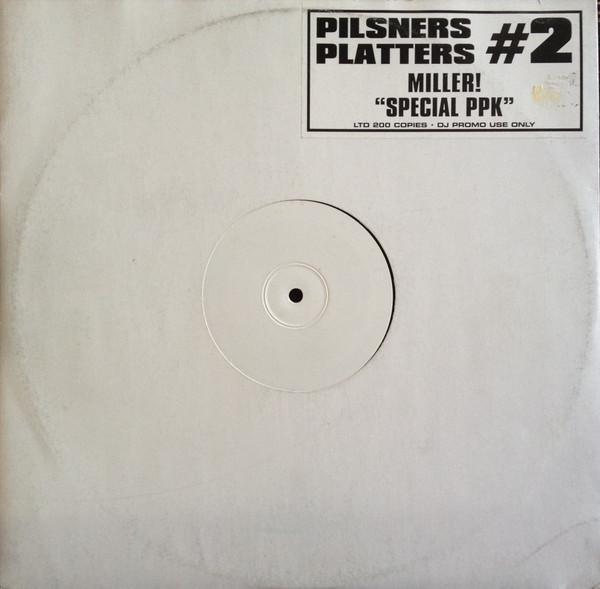 PILSNERS
PLATTERS #2
MILLER!
“SPECIAL PPK”
LTD 200 COPIES · DJ PROMO USE ONLY